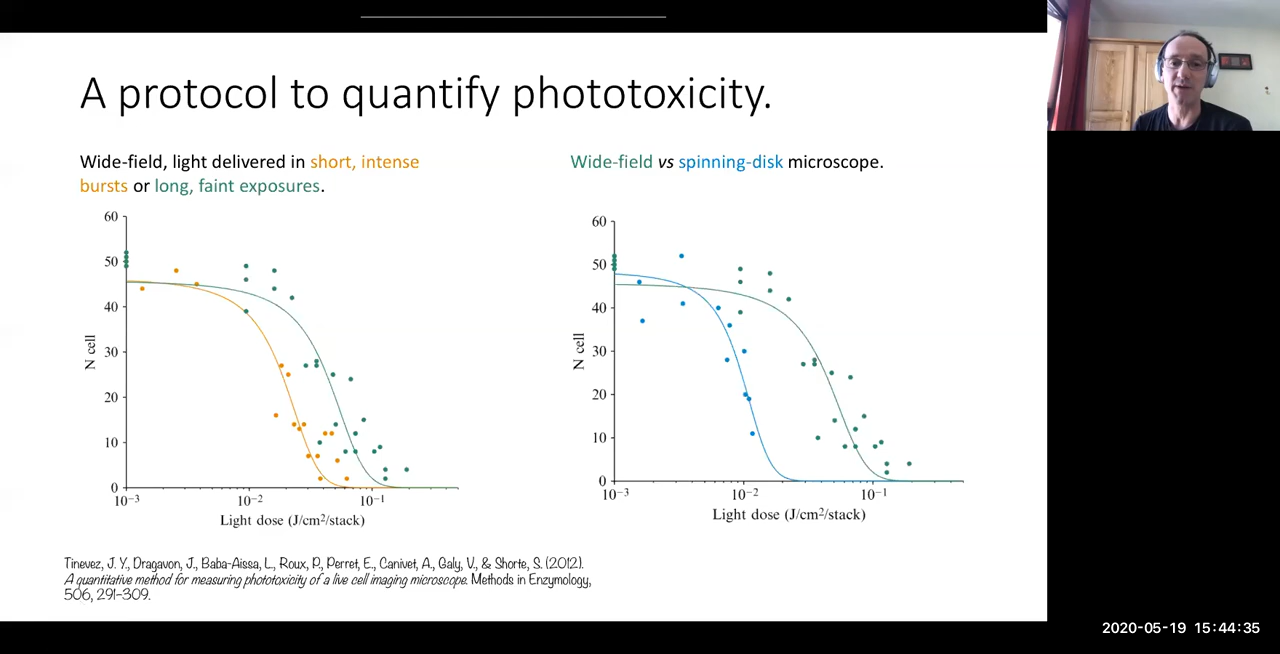 A protocol to quantify phototoxicity.
Wide-field, light delivered in short, intense
bursts or long, faint exposures.
60
50
40
30
20
10
0
N cell
10⁻³
10⁻²
10⁻¹
Light dose (J/cm²/stack)
Wide-field vs spinning-disk microscope.
60
50
40
30
20
10
0
N cell
10⁻³
10⁻²
10⁻¹
Light dose (J/cm²/stack)
Tinevez, J. Y., Dragavon, J., Baba-Aissa, L., Roux, P., Perret, E., Canivet, A., Galy, V., & Shorte, S. (2012).
A quantitative method for measuring phototoxicity of a live cell imaging microscope. Methods in Enzymology,
506, 291-309.
2020-05-19 15:44:35